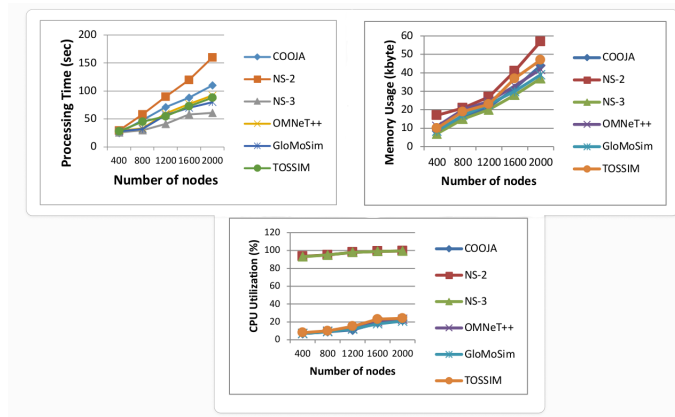 Processing Time (sec)
200
150
100
50
0
400 800 1200 1600 2000
Number of nodes
COOJA
NS-2
NS-3
OMNeT++
GloMoSim
TOSSIM
Memory Usage (kbyte)
60
50
40
30
20
10
0
400 800 1200 1600 2000
Number of nodes
COOJA
NS-2
NS-3
OMNeT++
GloMoSim
TOSSIM
CPU Utilization (%)
120
100
80
60
40
20
0
400 800 1200 1600 2000
Number of nodes
COOJA
NS-2
NS-3
OMNeT++
GloMoSim
TOSSIM